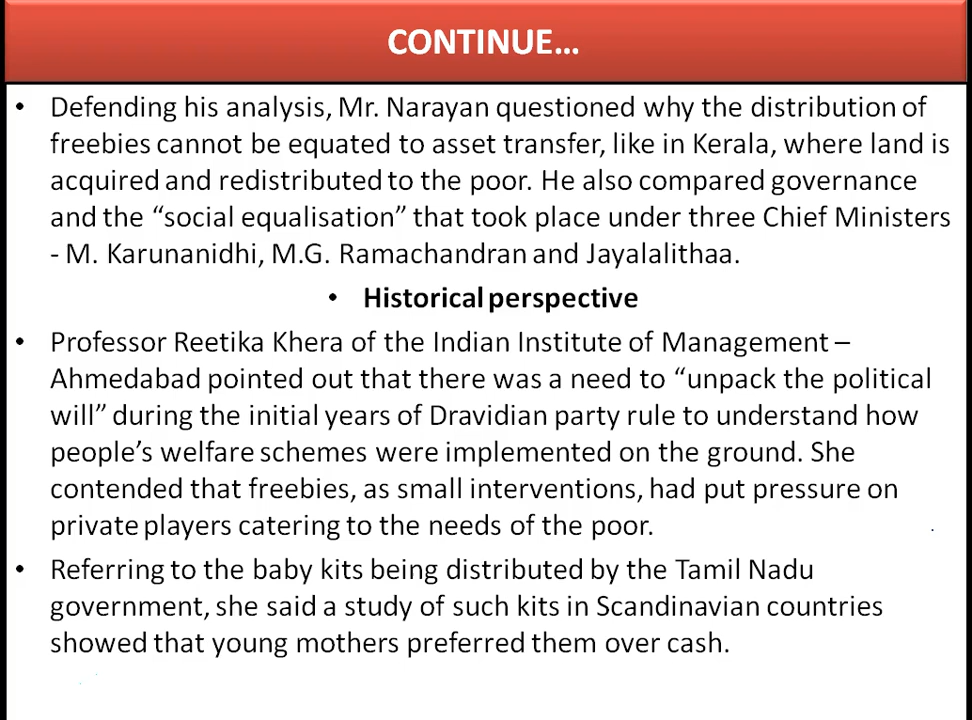 CONTINUE...
• Defending his analysis, Mr. Narayan questioned why the distribution of
freebies cannot be equated to asset transfer, like in Kerala, where land is
acquired and redistributed to the poor. He also compared governance
and the “social equalisation” that took place under three Chief Ministers
- M. Karunanidhi, M.G. Ramachandran and Jayalalithaa.
• Historical perspective
• Professor Reetika Khera of the Indian Institute of Management –
Ahmedabad pointed out that there was a need to “unpack the political
will” during the initial years of Dravidian party rule to understand how
people’s welfare schemes were implemented on the ground. She
contended that freebies, as small interventions, had put pressure on
private players catering to the needs of the poor.
• Referring to the baby kits being distributed by the Tamil Nadu
government, she said a study of such kits in Scandinavian countries
showed that young mothers preferred them over cash.